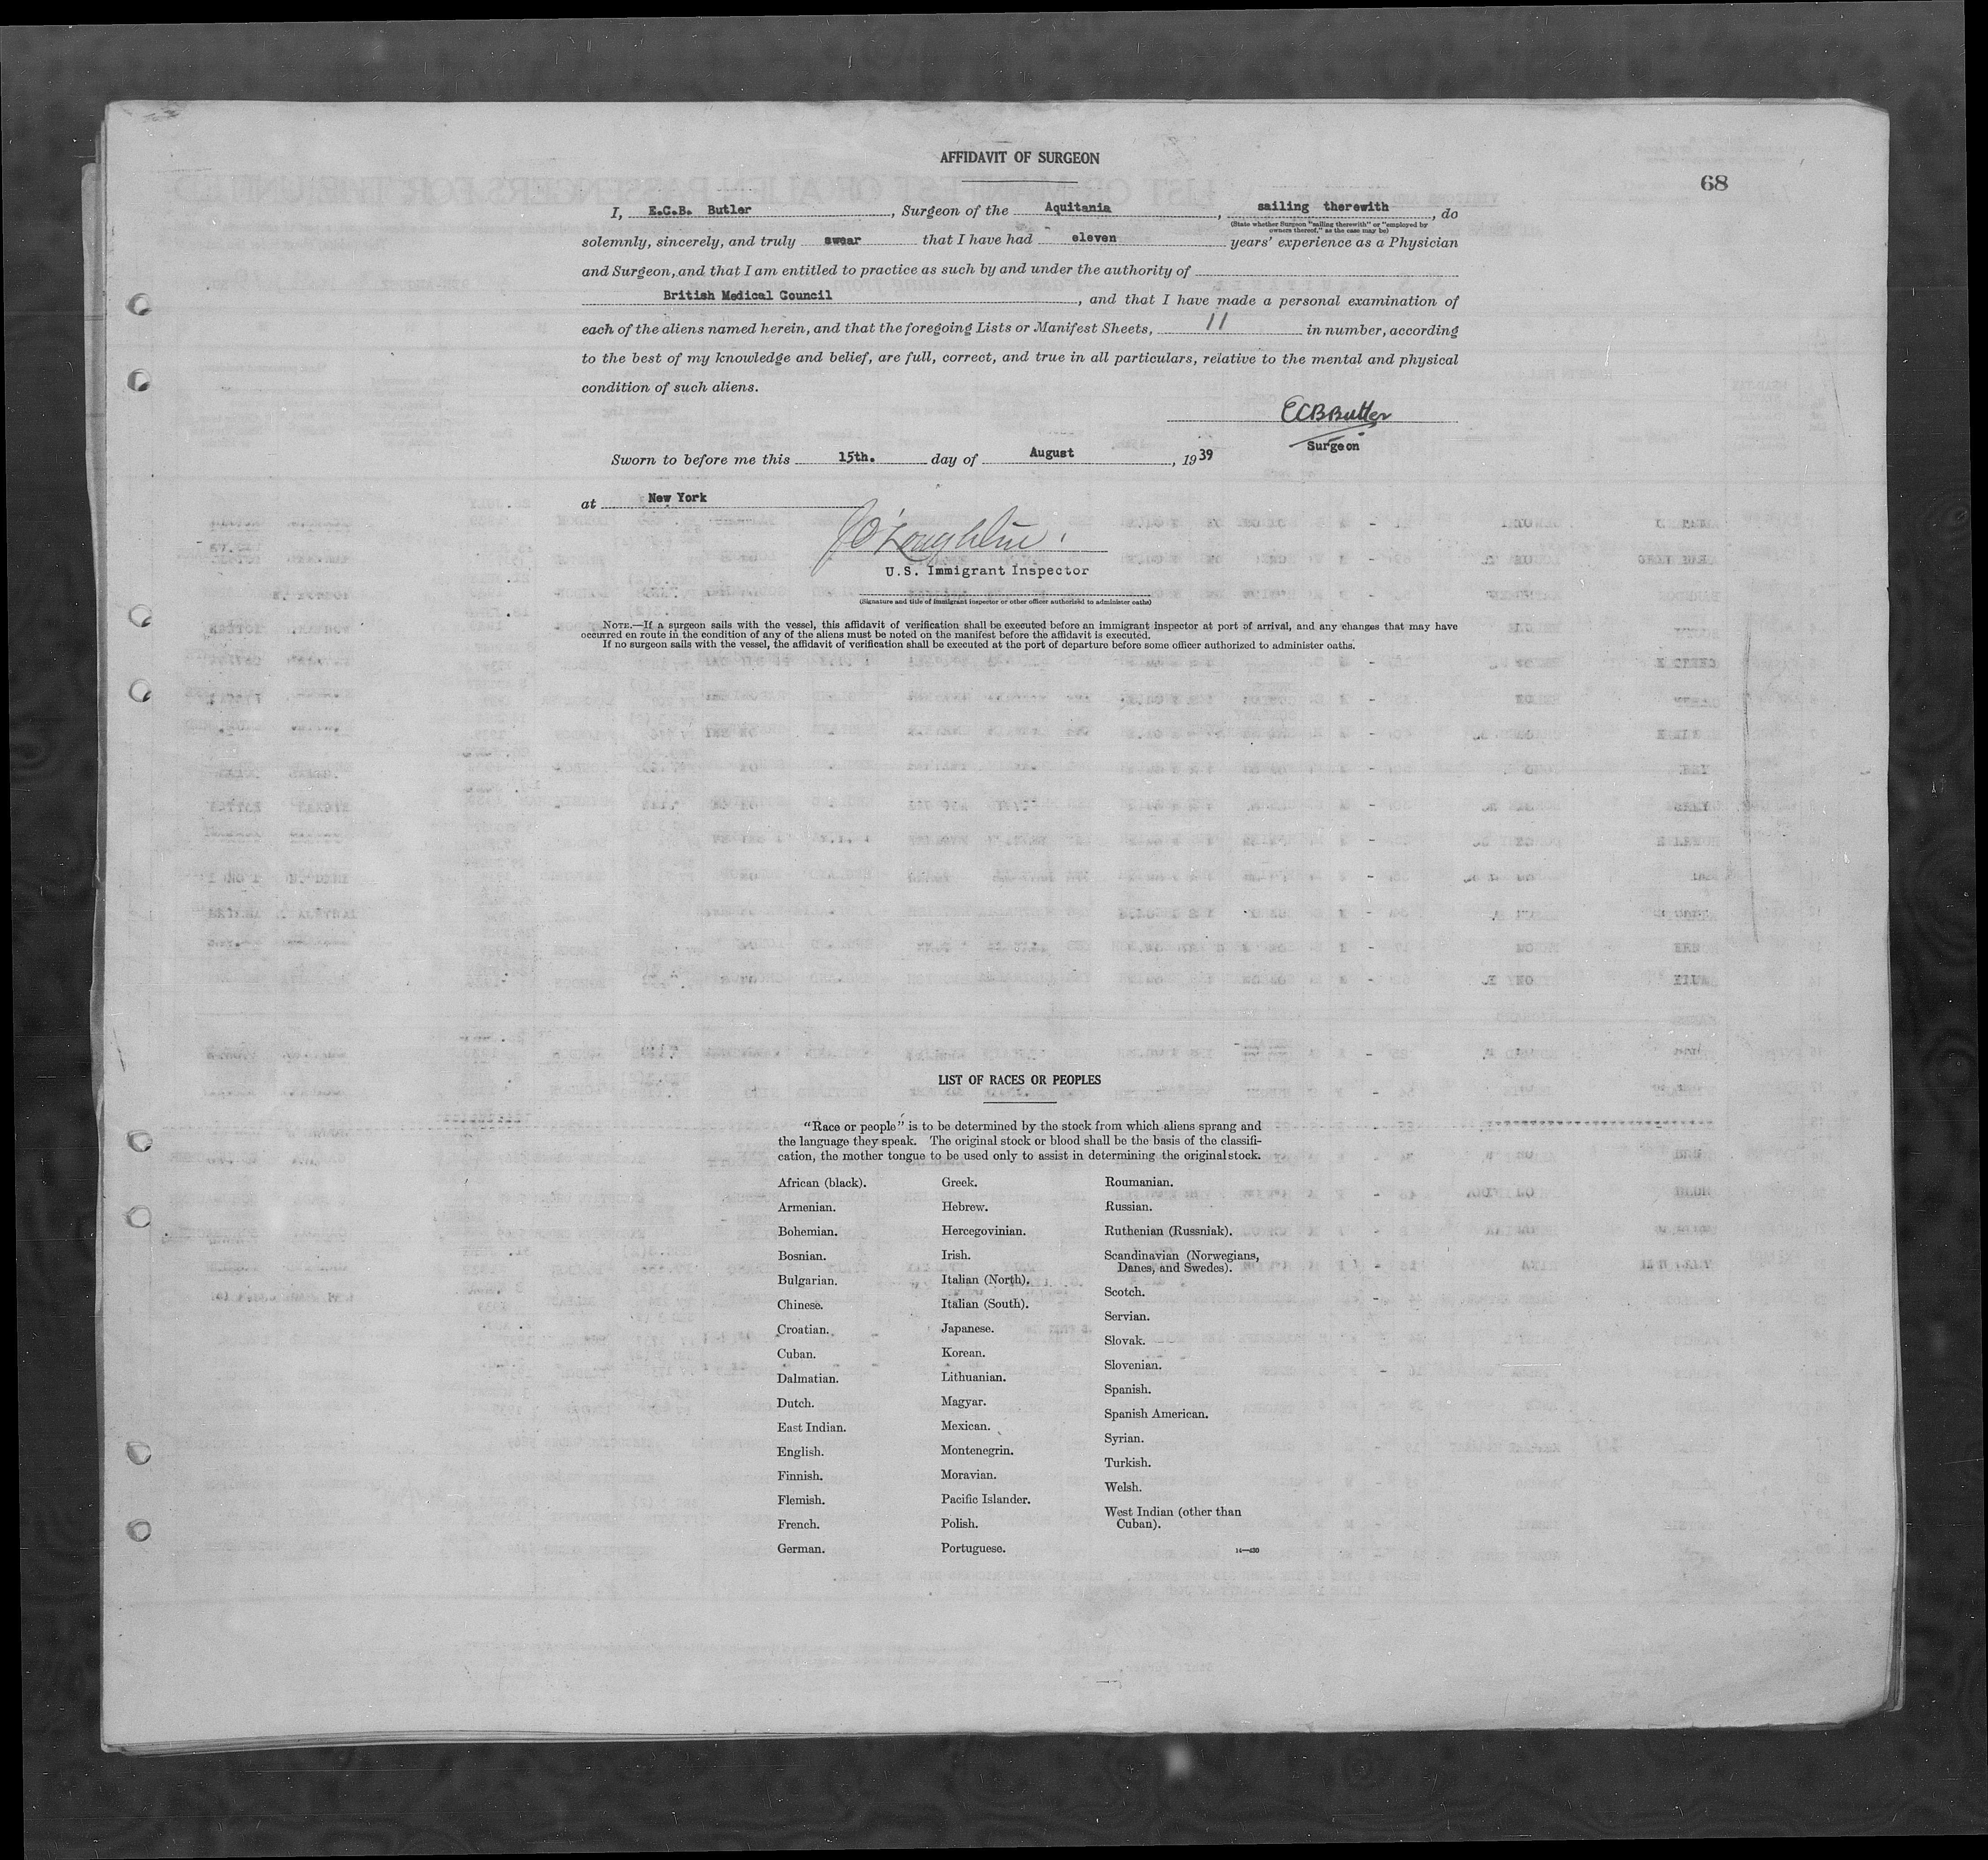 AFFIDAVIT OF SURGEON
68
I, E.C.B. Butler, Surgeon of the Aquitania, sailing therewith, do
(State whether Surgeon "sailing therewith" or "employed by
owners thereof," as the case may be)
solemnly, sincerely, and truly swear that I have had eleven years' experience as a Physician
and Surgeon, and that I am entitled to practice as such by and under the authority of
British Medical Council, and that I have made a personal examination of
each of the aliens named herein, and that the foregoing Lists or Manifest Sheets, 11 in number, according
to the best of my knowledge and belief, are full, correct, and true in all particulars, relative to the mental and physical
condition of such aliens.
ECBButler
Surgeon
Sworn to before me this 15th. day of August, 1939
at New York
J O'Loughlin
U.S. Immigrant Inspector
(Signature and title of immigrant inspector or other officer authorized to administer oaths)
NOTE.—If a surgeon sails with the vessel, this affidavit of verification shall be executed before an immigrant inspector at port of arrival, and any changes that may have
occurred en route in the condition of any of the aliens must be noted on the manifest before the affidavit is executed.
If no surgeon sails with the vessel, the affidavit of verification shall be executed at the port of departure before some officer authorized to administer oaths.
LIST OF RACES OR PEOPLES
"Race or people" is to be determined by the stock from which aliens sprang and
the language they speak. The original stock or blood shall be the basis of the classifi-
cation, the mother tongue to be used only to assist in determining the original stock.
African (black).
Armenian.
Bohemian.
Bosnian.
Bulgarian.
Chinese.
Croatian.
Cuban.
Dalmatian.
Dutch.
East Indian.
English.
Finnish.
Flemish.
French.
German.
Greek.
Hebrew.
Hercegovinian.
Irish.
Italian (North).
Italian (South).
Japanese.
Korean.
Lithuanian.
Magyar.
Mexican.
Montenegrin.
Moravian.
Pacific Islander.
Polish.
Portuguese.
Roumanian.
Russian.
Ruthenian (Russniak).
Scandinavian (Norwegians,
Danes, and Swedes).
Scotch.
Servian.
Slovak.
Slovenian.
Spanish.
Spanish American.
Syrian.
Turkish.
Welsh.
West Indian (other than
Cuban).
14—430